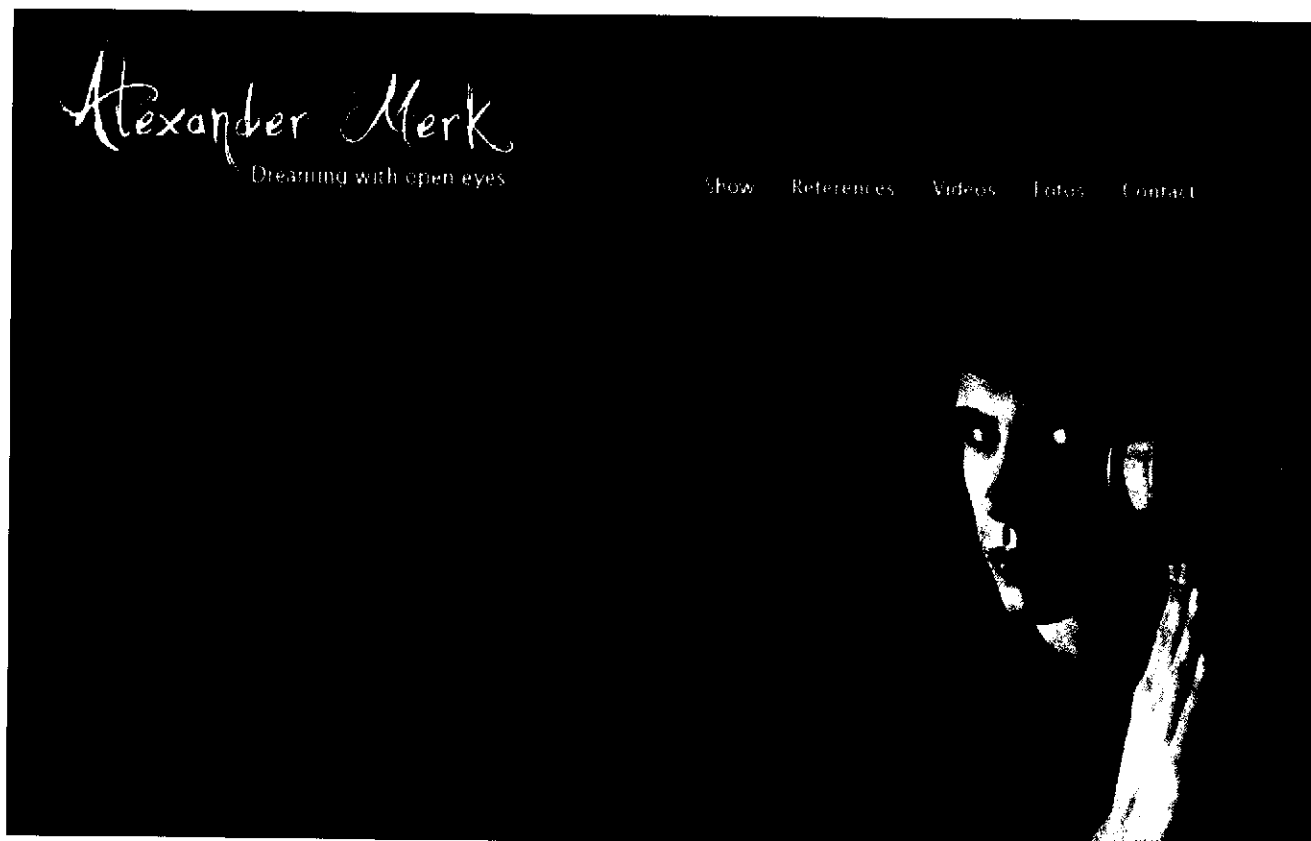 Alexander Merk
Dreaming with open eyes
Show References Videos Fotos Contact